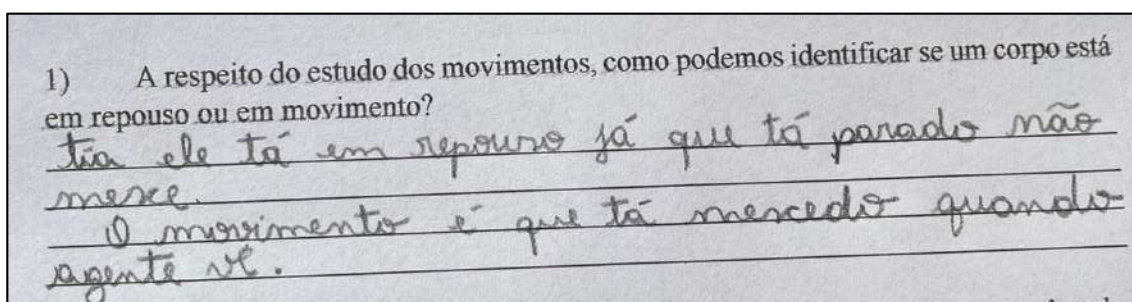 1) A respeito do estudo dos movimentos, como podemos identificar se um corpo está
em repouso ou em movimento?
tia ele tá em repouso já que tá parado não
mexe.
O movimento é que tá mexcedo quando
agente vê.